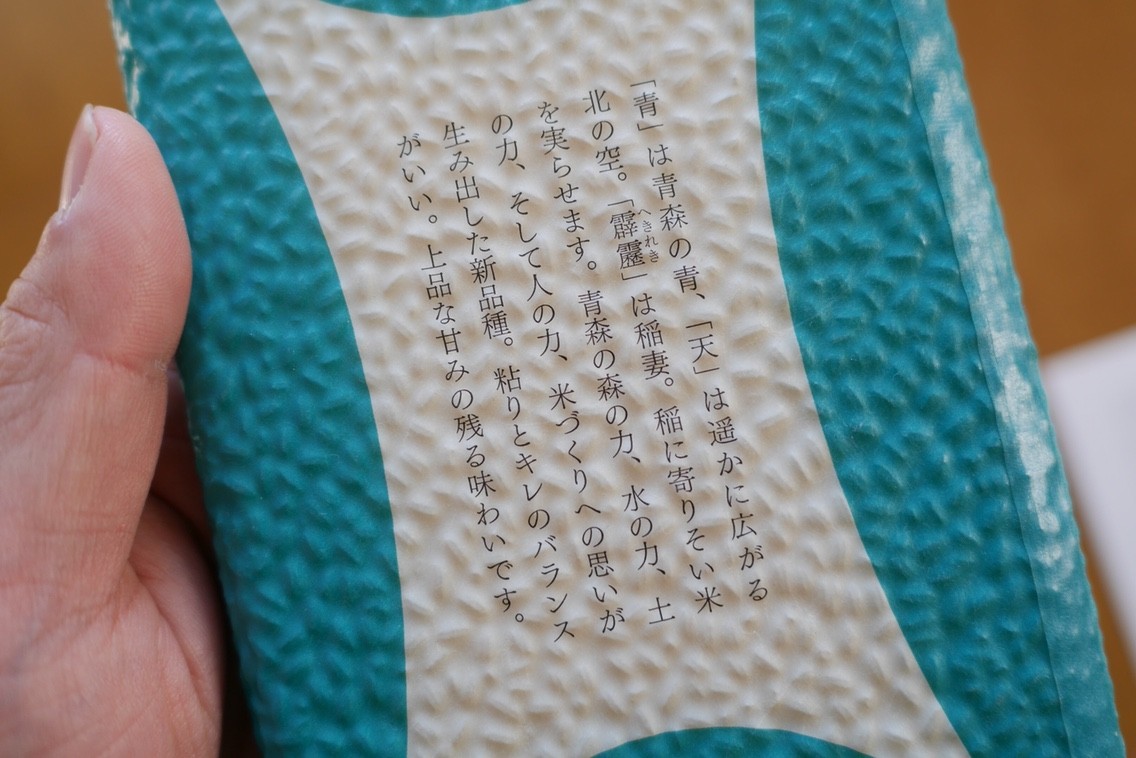 「青」は青森の青、「天」は遥かに広がる
北の空。「霹靂」は稲妻。稲に寄りそい米
へきれき
を実らせます。青森の森の力、水の力、土
の力、そして人の力、米づくりへの思いが
生み出した新品種。粘りとキレのバランス
がいい。上品な甘みの残る味わいです。